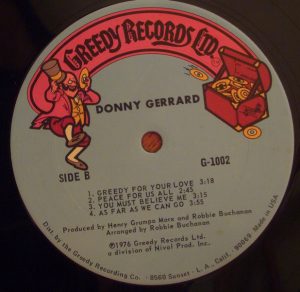 GREEDY RECORDS LTD.
DONNY GERRARD
SIDE B
G-1002
1. GREEDY FOR YOUR LOVE 3:18
2. PEACE FOR US ALL 2:45
3. YOU MUST BELIEVE ME 3:15
4. AS FAR AS WE CAN GO 3:55
Produced by Henry Grumpo Marx and Robbie Buchanan
Arranged by Robbie Buchanan
℗1976 Greedy Records Ltd.
a division of Nivel Prod. Inc.
Dist. by the Greedy Recording Co. - 8560 Sunset - L. A., Calif. 90069. Made in USA